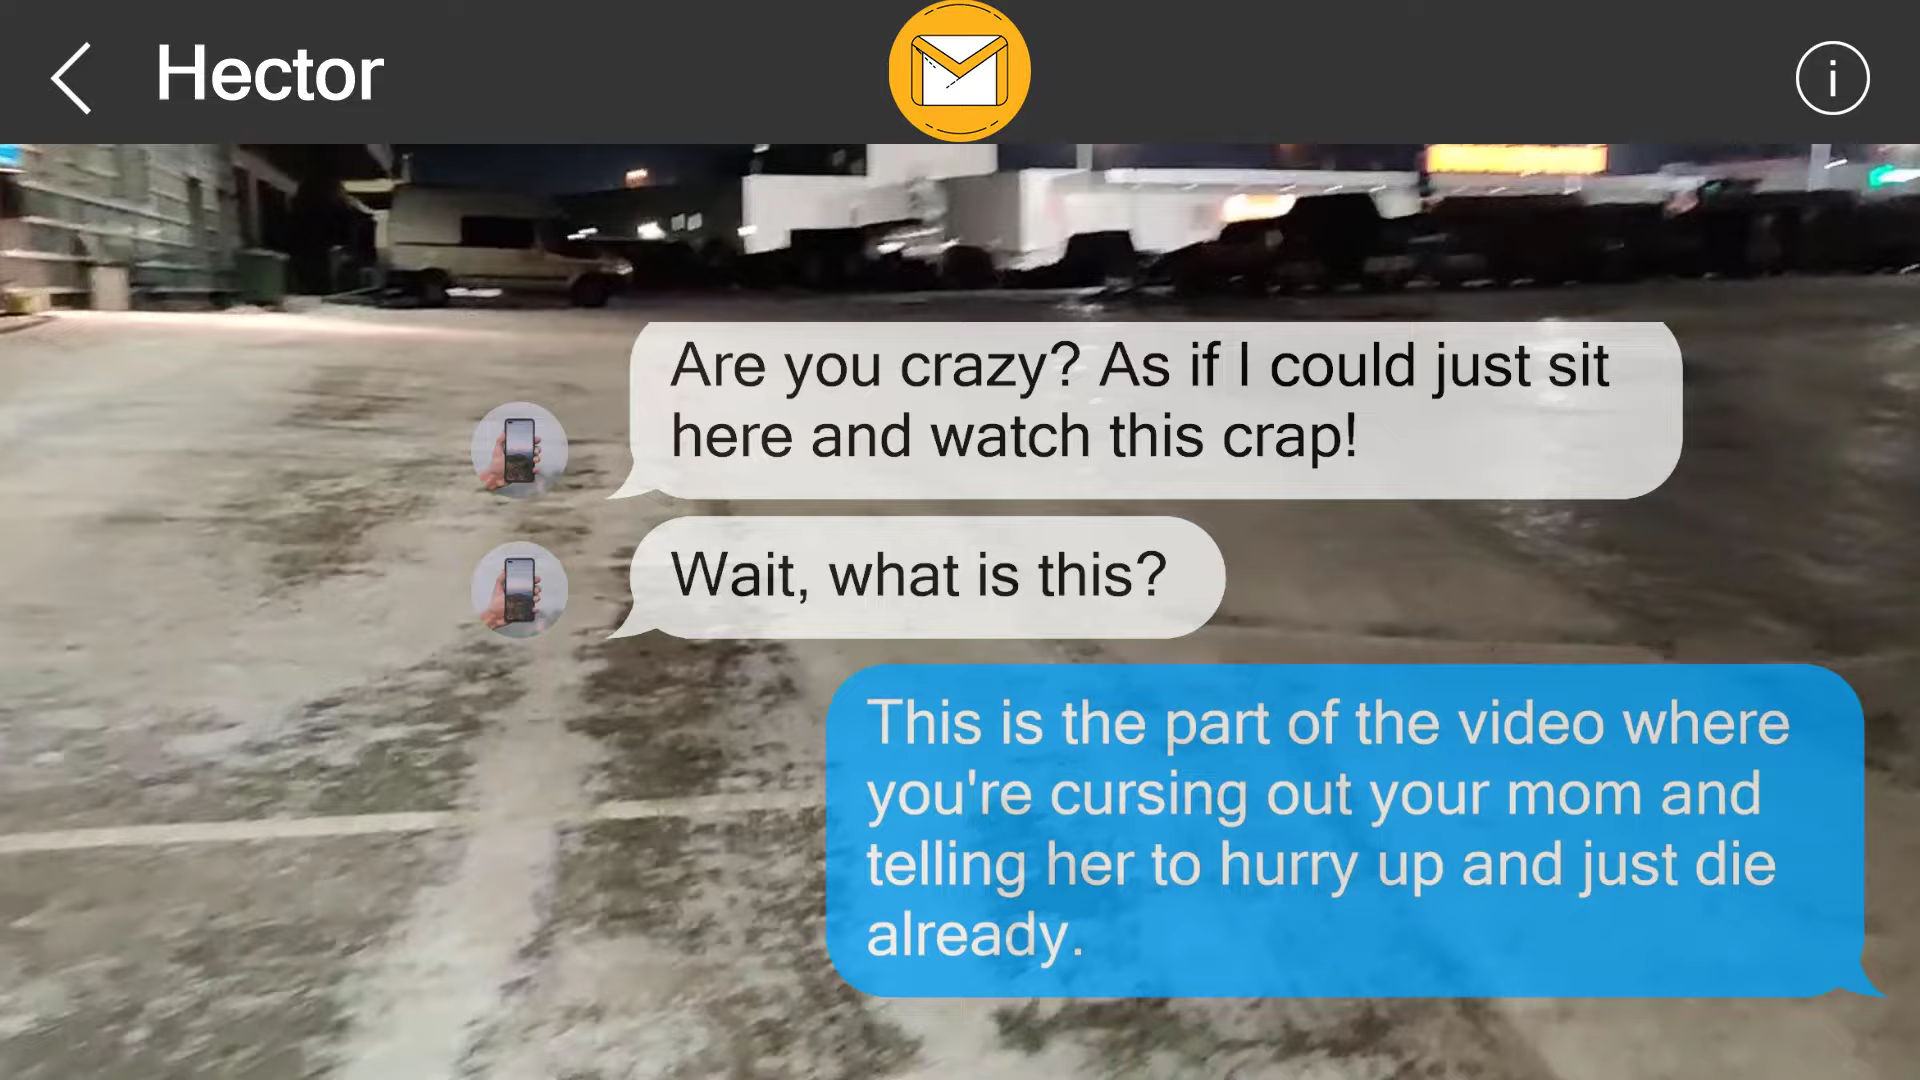 Hector
i
Are you crazy? As if I could just sit
here and watch this crap!
Wait, what is this?
This is the part of the video where
you're cursing out your mom and
telling her to hurry up and just die
already.